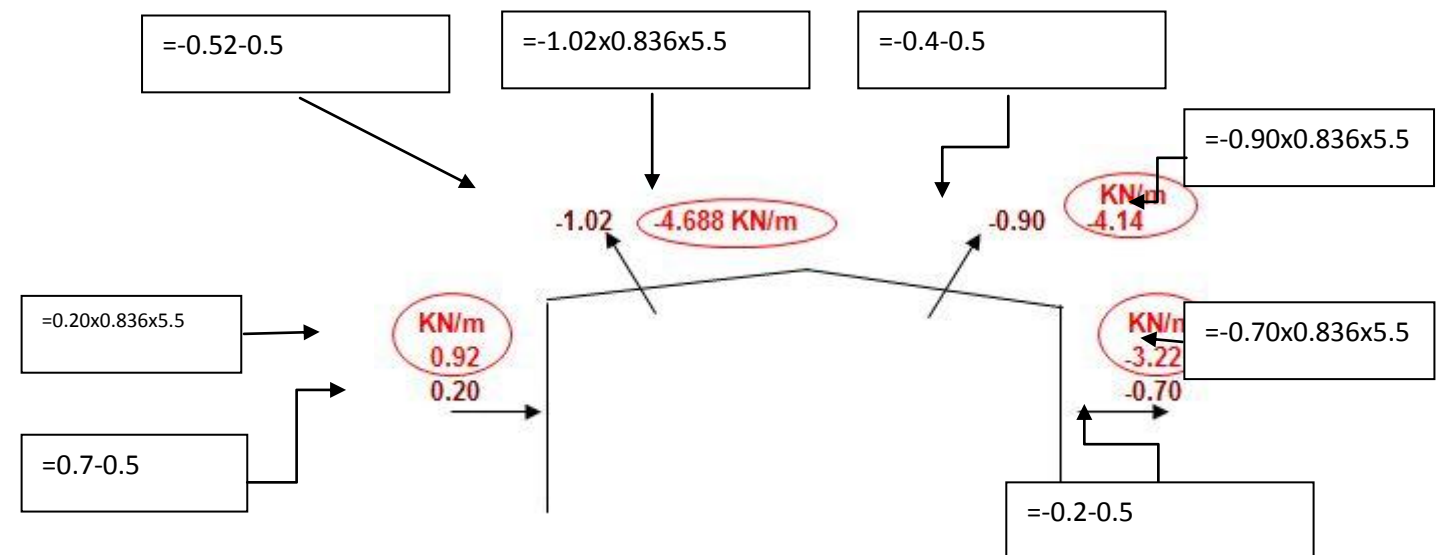 =-0.52-0.5
=-1.02x0.836x5.5
=-0.4-0.5
=-0.90x0.836x5.5
KN/m
-1.02
-4.688 KN/m
-0.90
-4.14
=0.20x0.836x5.5
KN/m
KN/m
=-0.70x0.836x5.5
0.92
-3.22
0.20
-0.70
=0.7-0.5
=-0.2-0.5